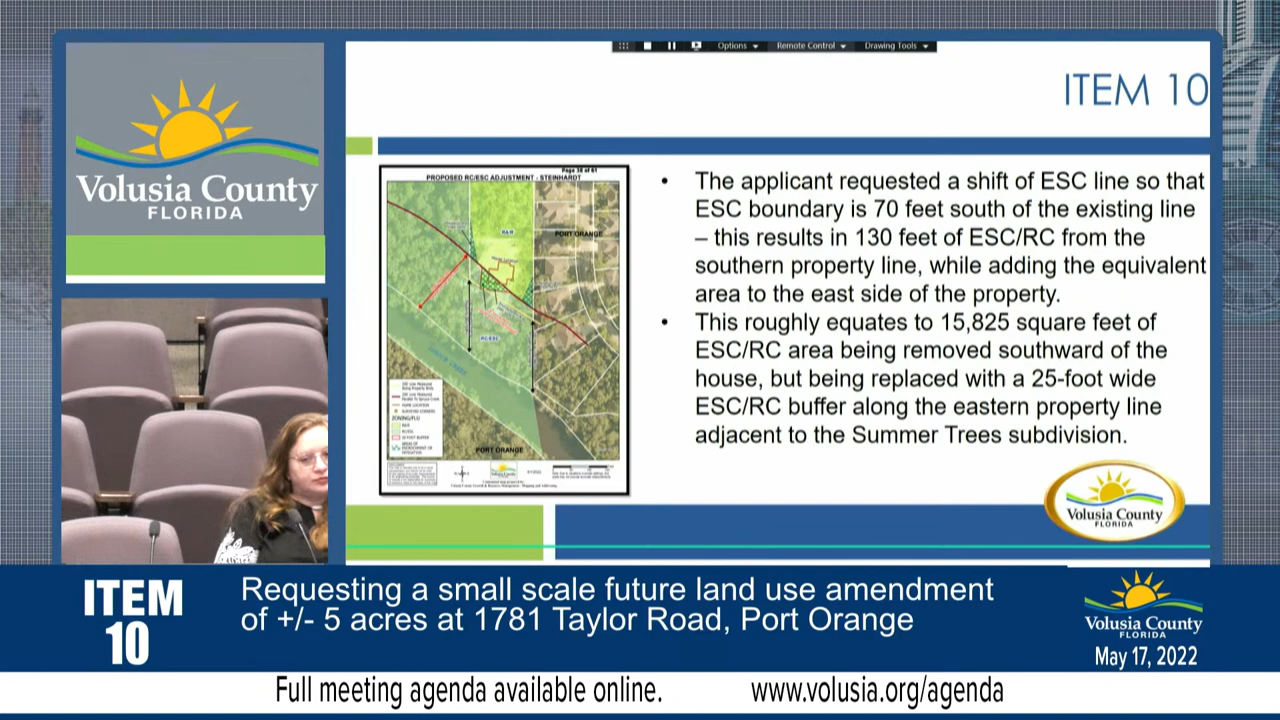 Options
Remote Control
Drawing Tools
ITEM 10
Volusia County
FLORIDA
Page 38 of 61
PROPOSED RC/ESC ADJUSTMENT - STEINHARDT
PORT ORANGE
RC/ESC
PORT ORANGE
• The applicant requested a shift of ESC line so that
ESC boundary is 70 feet south of the existing line
– this results in 130 feet of ESC/RC from the
southern property line, while adding the equivalent
area to the east side of the property.
• This roughly equates to 15,825 square feet of
ESC/RC area being removed southward of the
house, but being replaced with a 25-foot wide
ESC/RC buffer along the eastern property line
adjacent to the Summer Trees subdivision.
Volusia County
FLORIDA
ITEM
10
Requesting a small scale future land use amendment
of +/- 5 acres at 1781 Taylor Road, Port Orange
Volusia County
FLORIDA
May 17, 2022
Full meeting agenda available online.
www.volusia.org/agenda